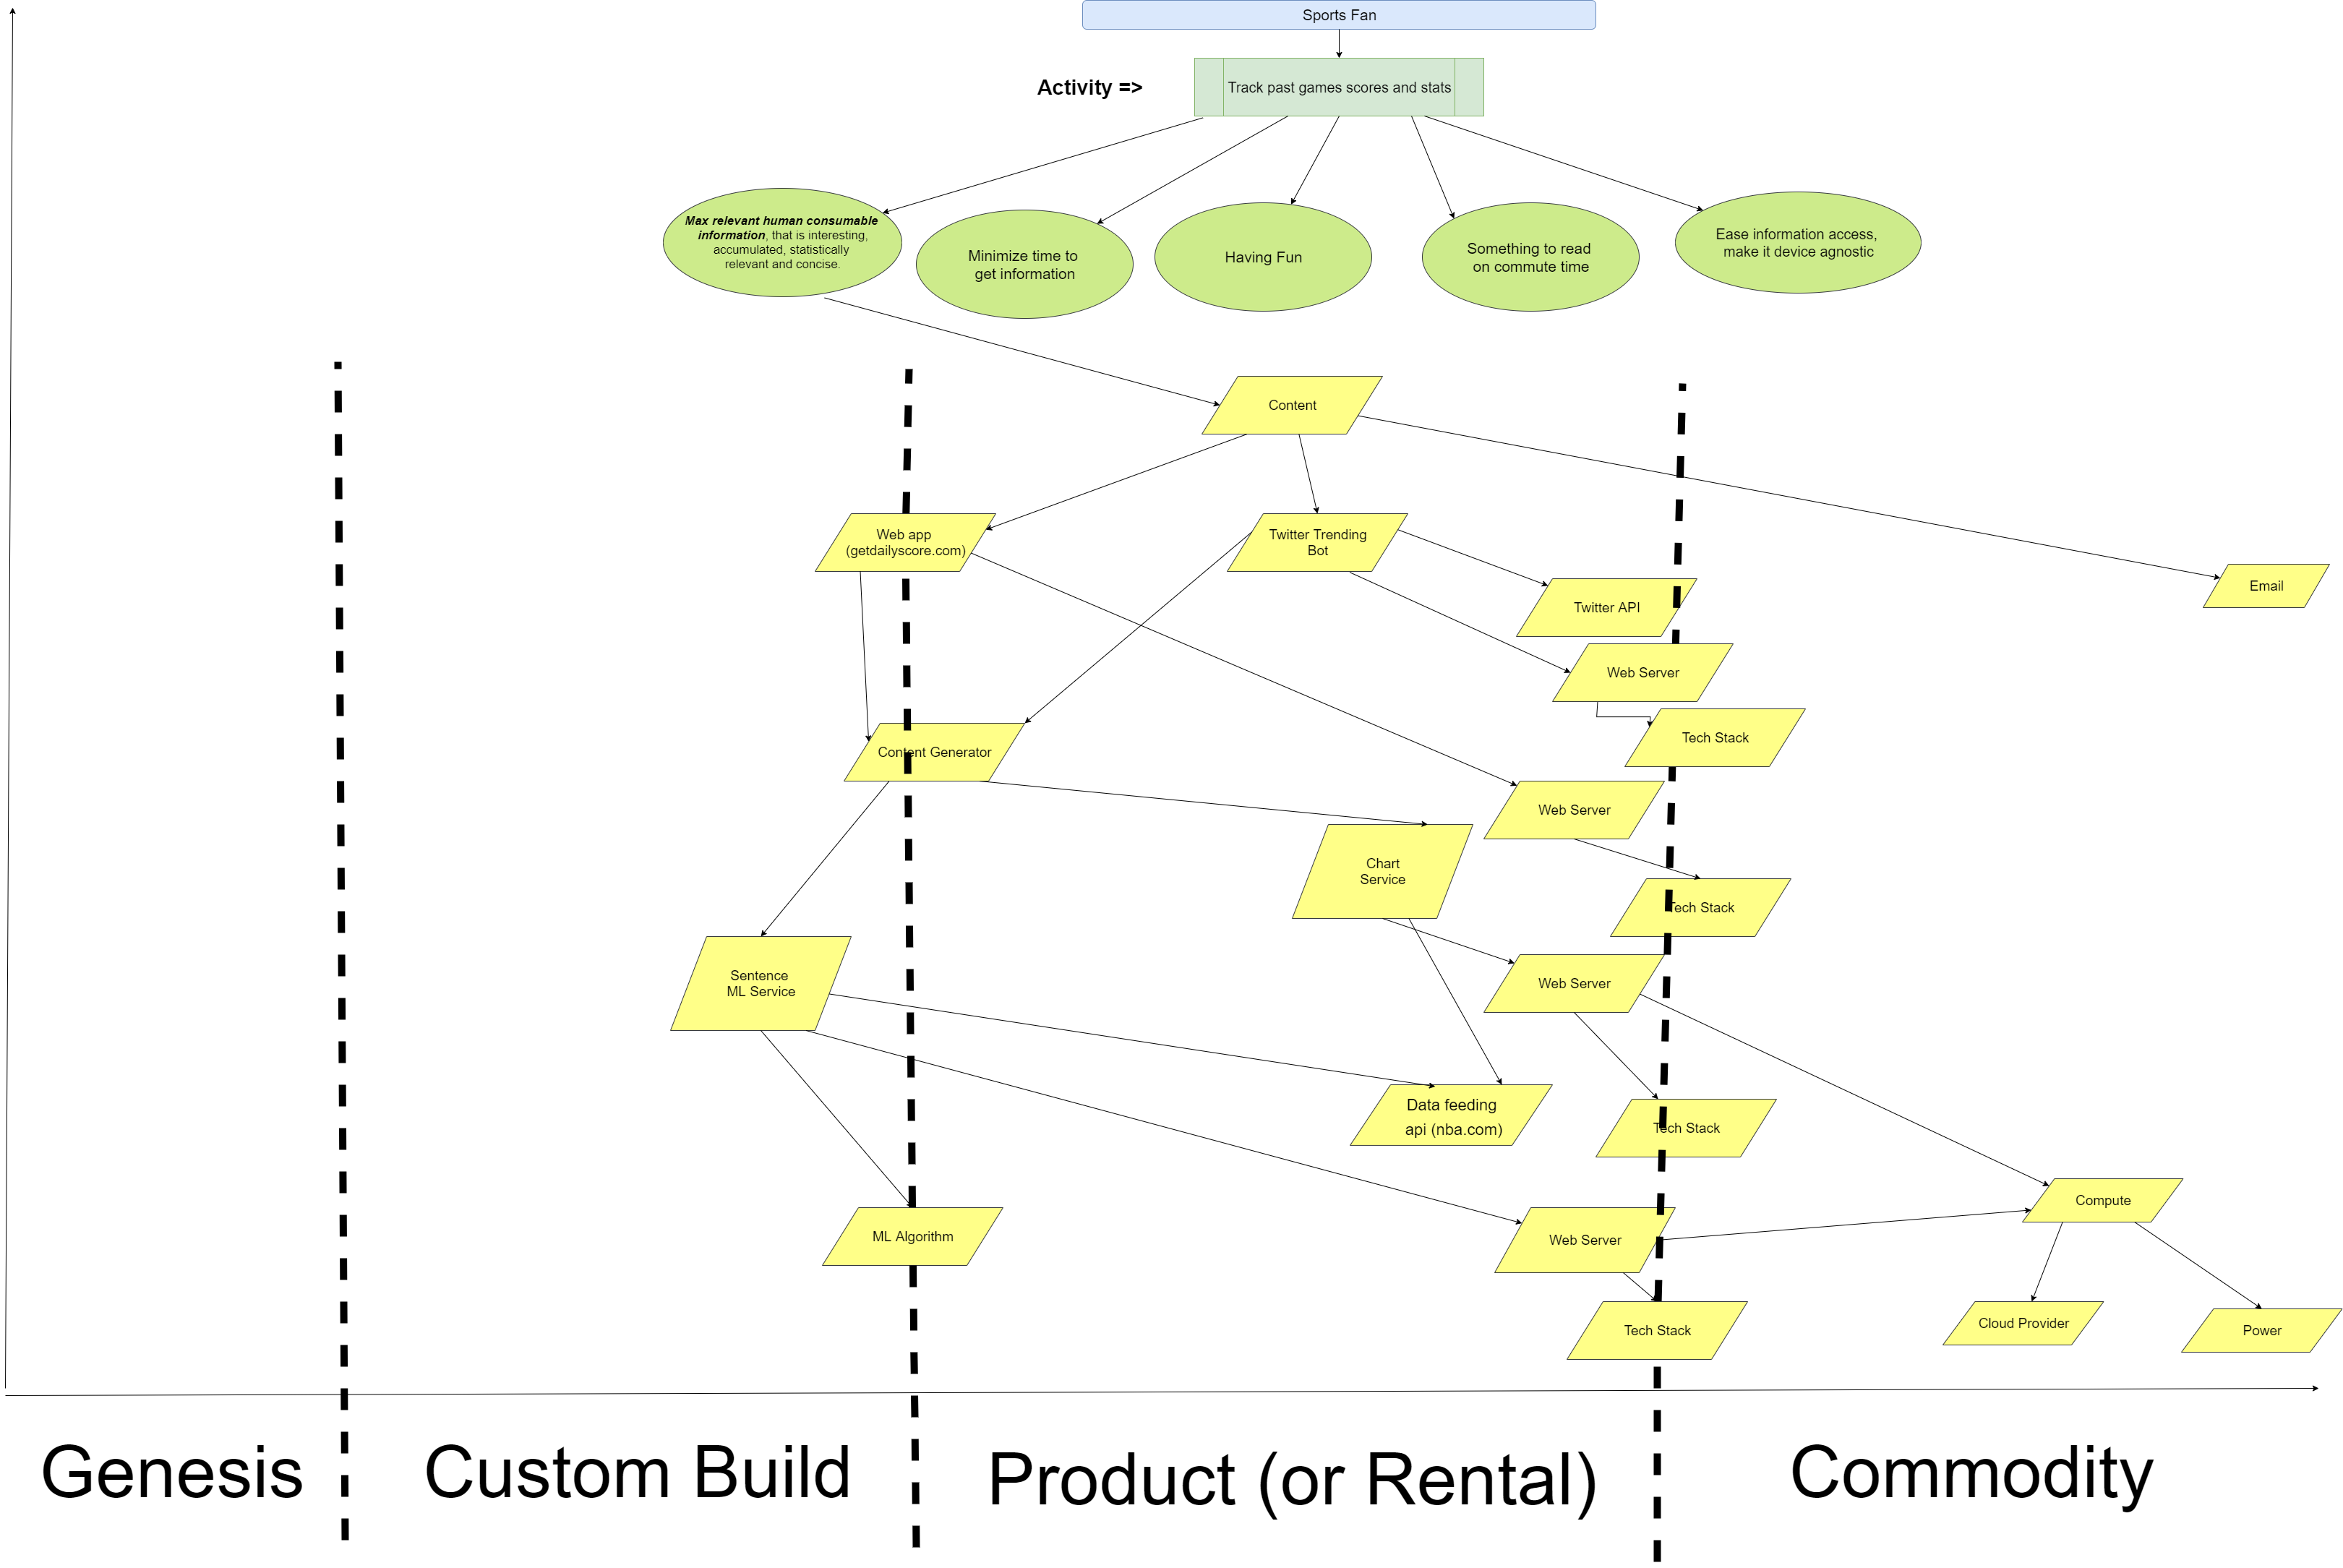 Sports Fan
Activity =>
Track past games scores and stats
Max relevant human consumable
information, that is interesting,
accumulated, statistically
relevant and concise.
Minimize time to
get information
Having Fun
Something to read
on commute time
Ease information access,
make it device agnostic
Content
Web app
(getdailyscore.com)
Twitter Trending
Bot
Email
Twitter API
Web Server
Tech Stack
Content Generator
Web Server
Chart
Service
Tech Stack
Sentence
ML Service
Web Server
Data feeding
api (nba.com)
Tech Stack
Compute
ML Algorithm
Web Server
Cloud Provider
Power
Tech Stack
Genesis
Custom Build
Product (or Rental)
Commodity